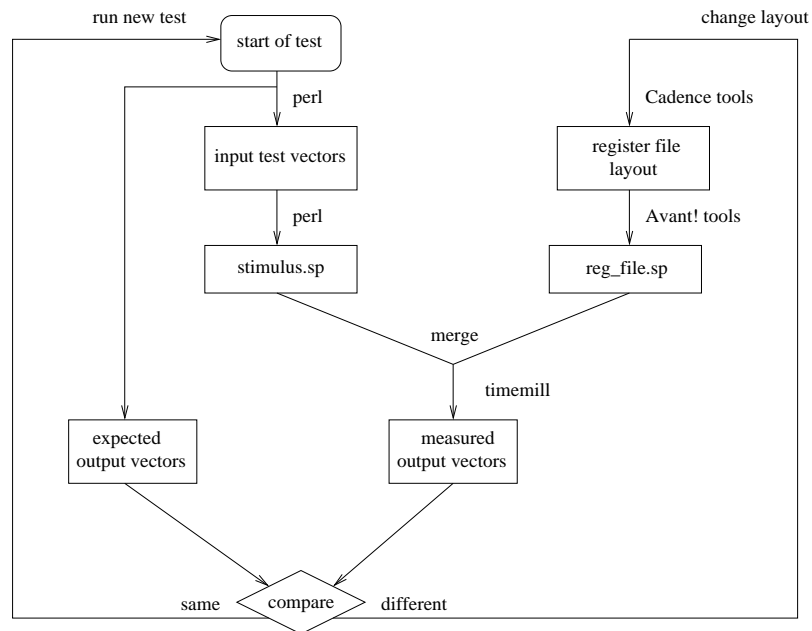 run new test
change layout
start of test
perl
Cadence tools
input test vectors
register file
layout
perl
Avant! tools
stimulus.sp
reg_file.sp
merge
timemill
expected
output vectors
measured
output vectors
same
compare
different